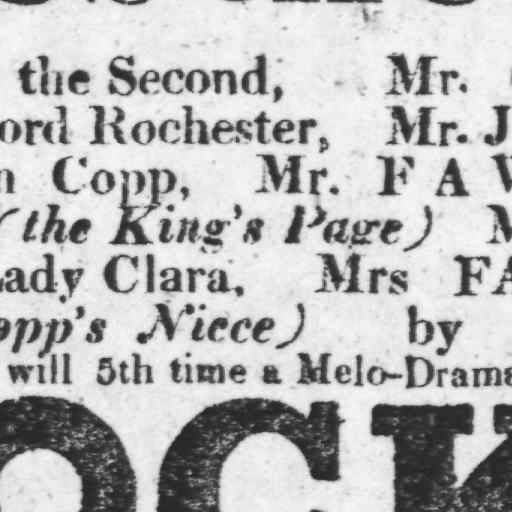 the Second, Mr.
ord Rochester, Mr. J
n Copp, Mr. F A W
(the King's Page) M
Lady Clara, Mrs FA
opp's Niece) by
will 5th time a Melo-Drama
OCK